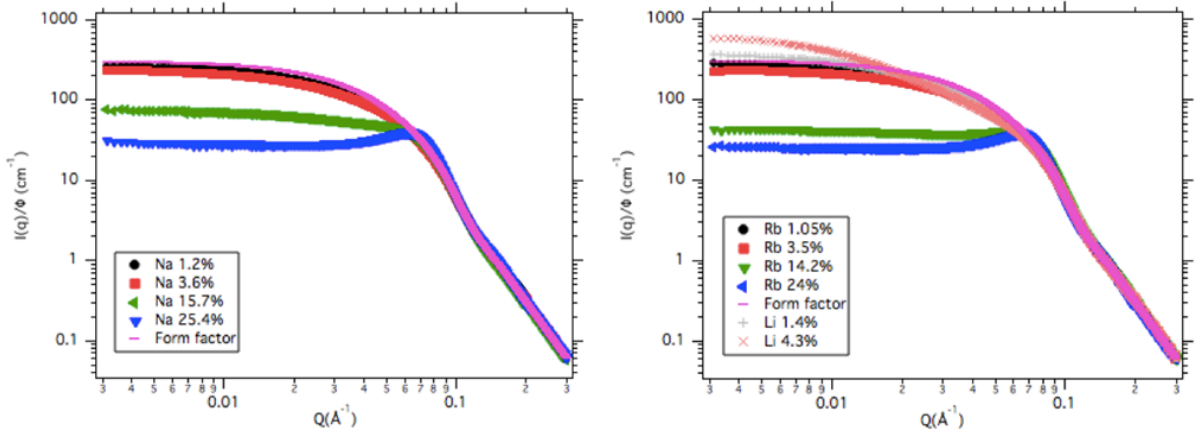 1000
100
10
1
0.1
I(q)/Φ (cm⁻¹)
Na 1.2%
Na 3.6%
Na 15.7%
Na 25.4%
Form factor
3 4 5 6 7 8 9 2 3 4 5 6 7 8 9 2 3
0.01 0.1
Q(Å⁻¹)
1000
100
10
1
0.1
I(q)/Φ (cm⁻¹)
Rb 1.05%
Rb 3.5%
Rb 14.2%
Rb 24%
Form factor
Li 1.4%
Li 4.3%
3 4 5 6 7 8 9 2 3 4 5 6 7 8 9 2 3
0.01 0.1
Q(Å⁻¹)